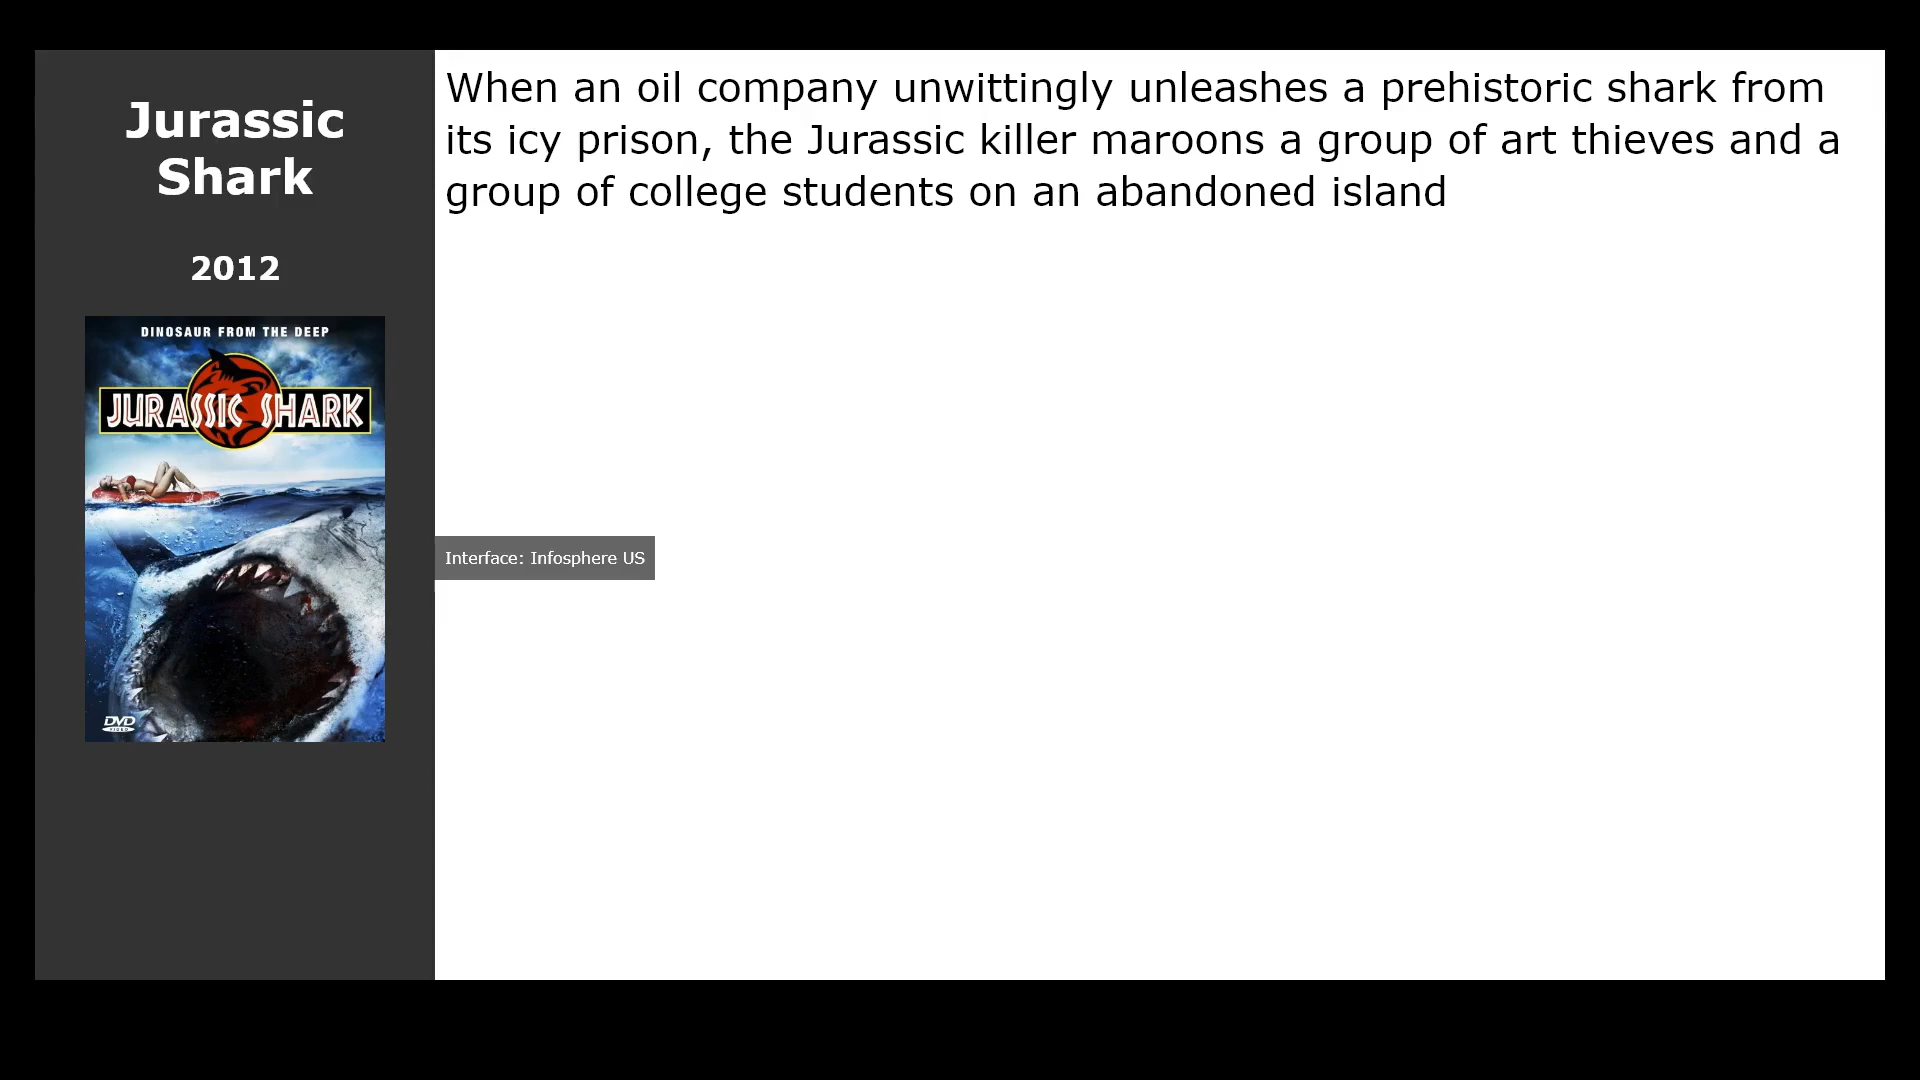 Jurassic
Shark
2012
DINOSAUR FROM THE DEEP
JURASSIC SHARK
DVD
VIDEO
When an oil company unwittingly unleashes a prehistoric shark from
its icy prison, the Jurassic killer maroons a group of art thieves and a
group of college students on an abandoned island
Interface: Infosphere US